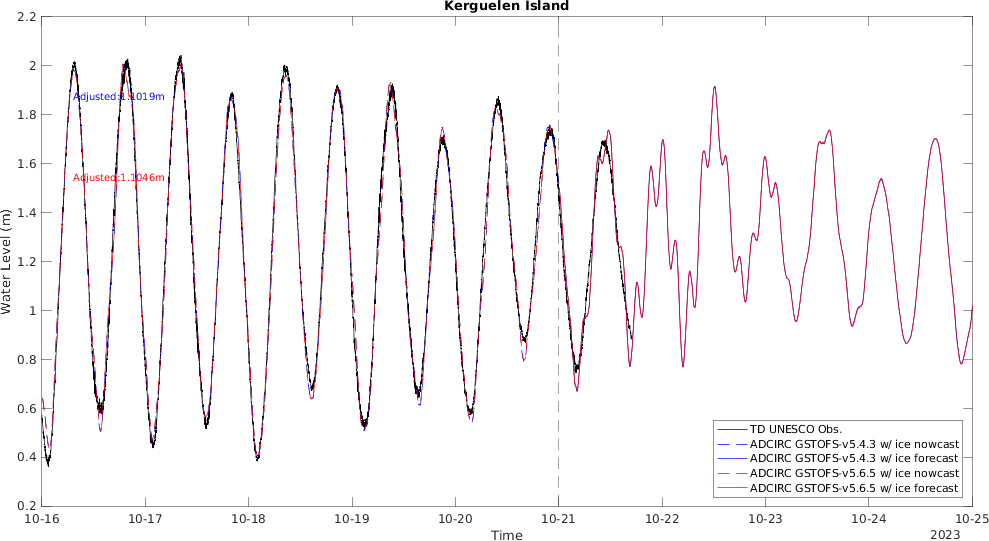 Kerguelen Island
2.2
2
1.8
1.6
1.4
1.2
1
0.8
0.6
0.4
0.2
Water Level (m)
Adjusted:1.1019m
Adjusted:1.1046m
TD UNESCO Obs.
ADCIRC GSTOFS-v5.4.3 w/ ice nowcast
ADCIRC GSTOFS-v5.4.3 w/ ice forecast
ADCIRC GSTOFS-v5.6.5 w/ ice nowcast
ADCIRC GSTOFS-v5.6.5 w/ ice forecast
10-16 10-17 10-18 10-19 10-20 10-21 10-22 10-23 10-24 10-25
Time
2023